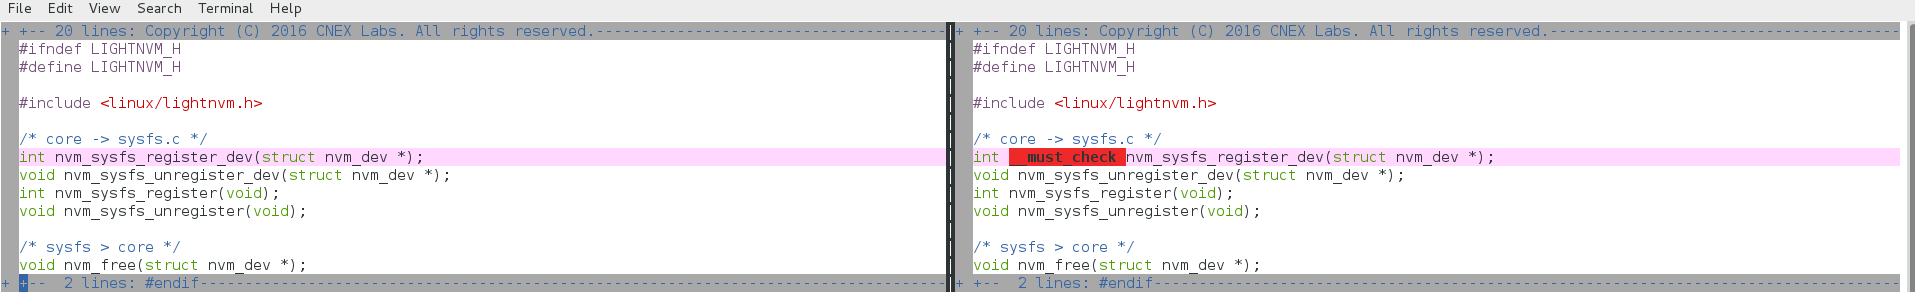 File Edit View Search Terminal Help
+ +-- 20 lines: Copyright (C) 2016 CNEX Labs. All rights reserved.---------------------------------------
#ifndef LIGHTNVM_H
#define LIGHTNVM_H
#include <linux/lightnvm.h>
/* core -> sysfs.c */
int nvm_sysfs_register_dev(struct nvm_dev *);
void nvm_sysfs_unregister_dev(struct nvm_dev *);
int nvm_sysfs_register(void);
void nvm_sysfs_unregister(void);
/* sysfs > core */
void nvm_free(struct nvm_dev *);
+ +-- 2 lines: #endif-----------------------------------------------------------------------------------
+ +-- 20 lines: Copyright (C) 2016 CNEX Labs. All rights reserved.---------------------------------------
#ifndef LIGHTNVM_H
#define LIGHTNVM_H
#include <linux/lightnvm.h>
/* core -> sysfs.c */
int __must_check nvm_sysfs_register_dev(struct nvm_dev *);
void nvm_sysfs_unregister_dev(struct nvm_dev *);
int nvm_sysfs_register(void);
void nvm_sysfs_unregister(void);
/* sysfs > core */
void nvm_free(struct nvm_dev *);
+ +-- 2 lines: #endif-----------------------------------------------------------------------------------